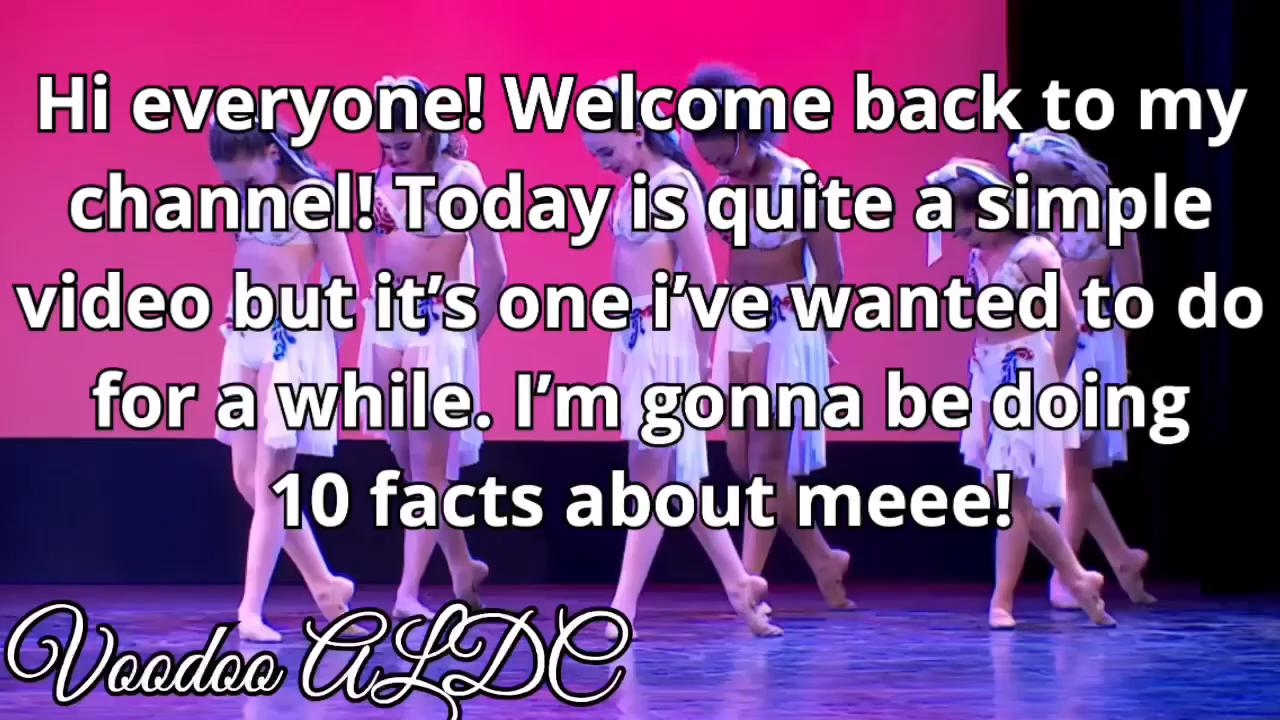 Hi everyone! Welcome back to my
channel! Today is quite a simple
video but it’s one i’ve wanted to do
for a while. I’m gonna be doing
10 facts about meee!
Voodoo ALDC